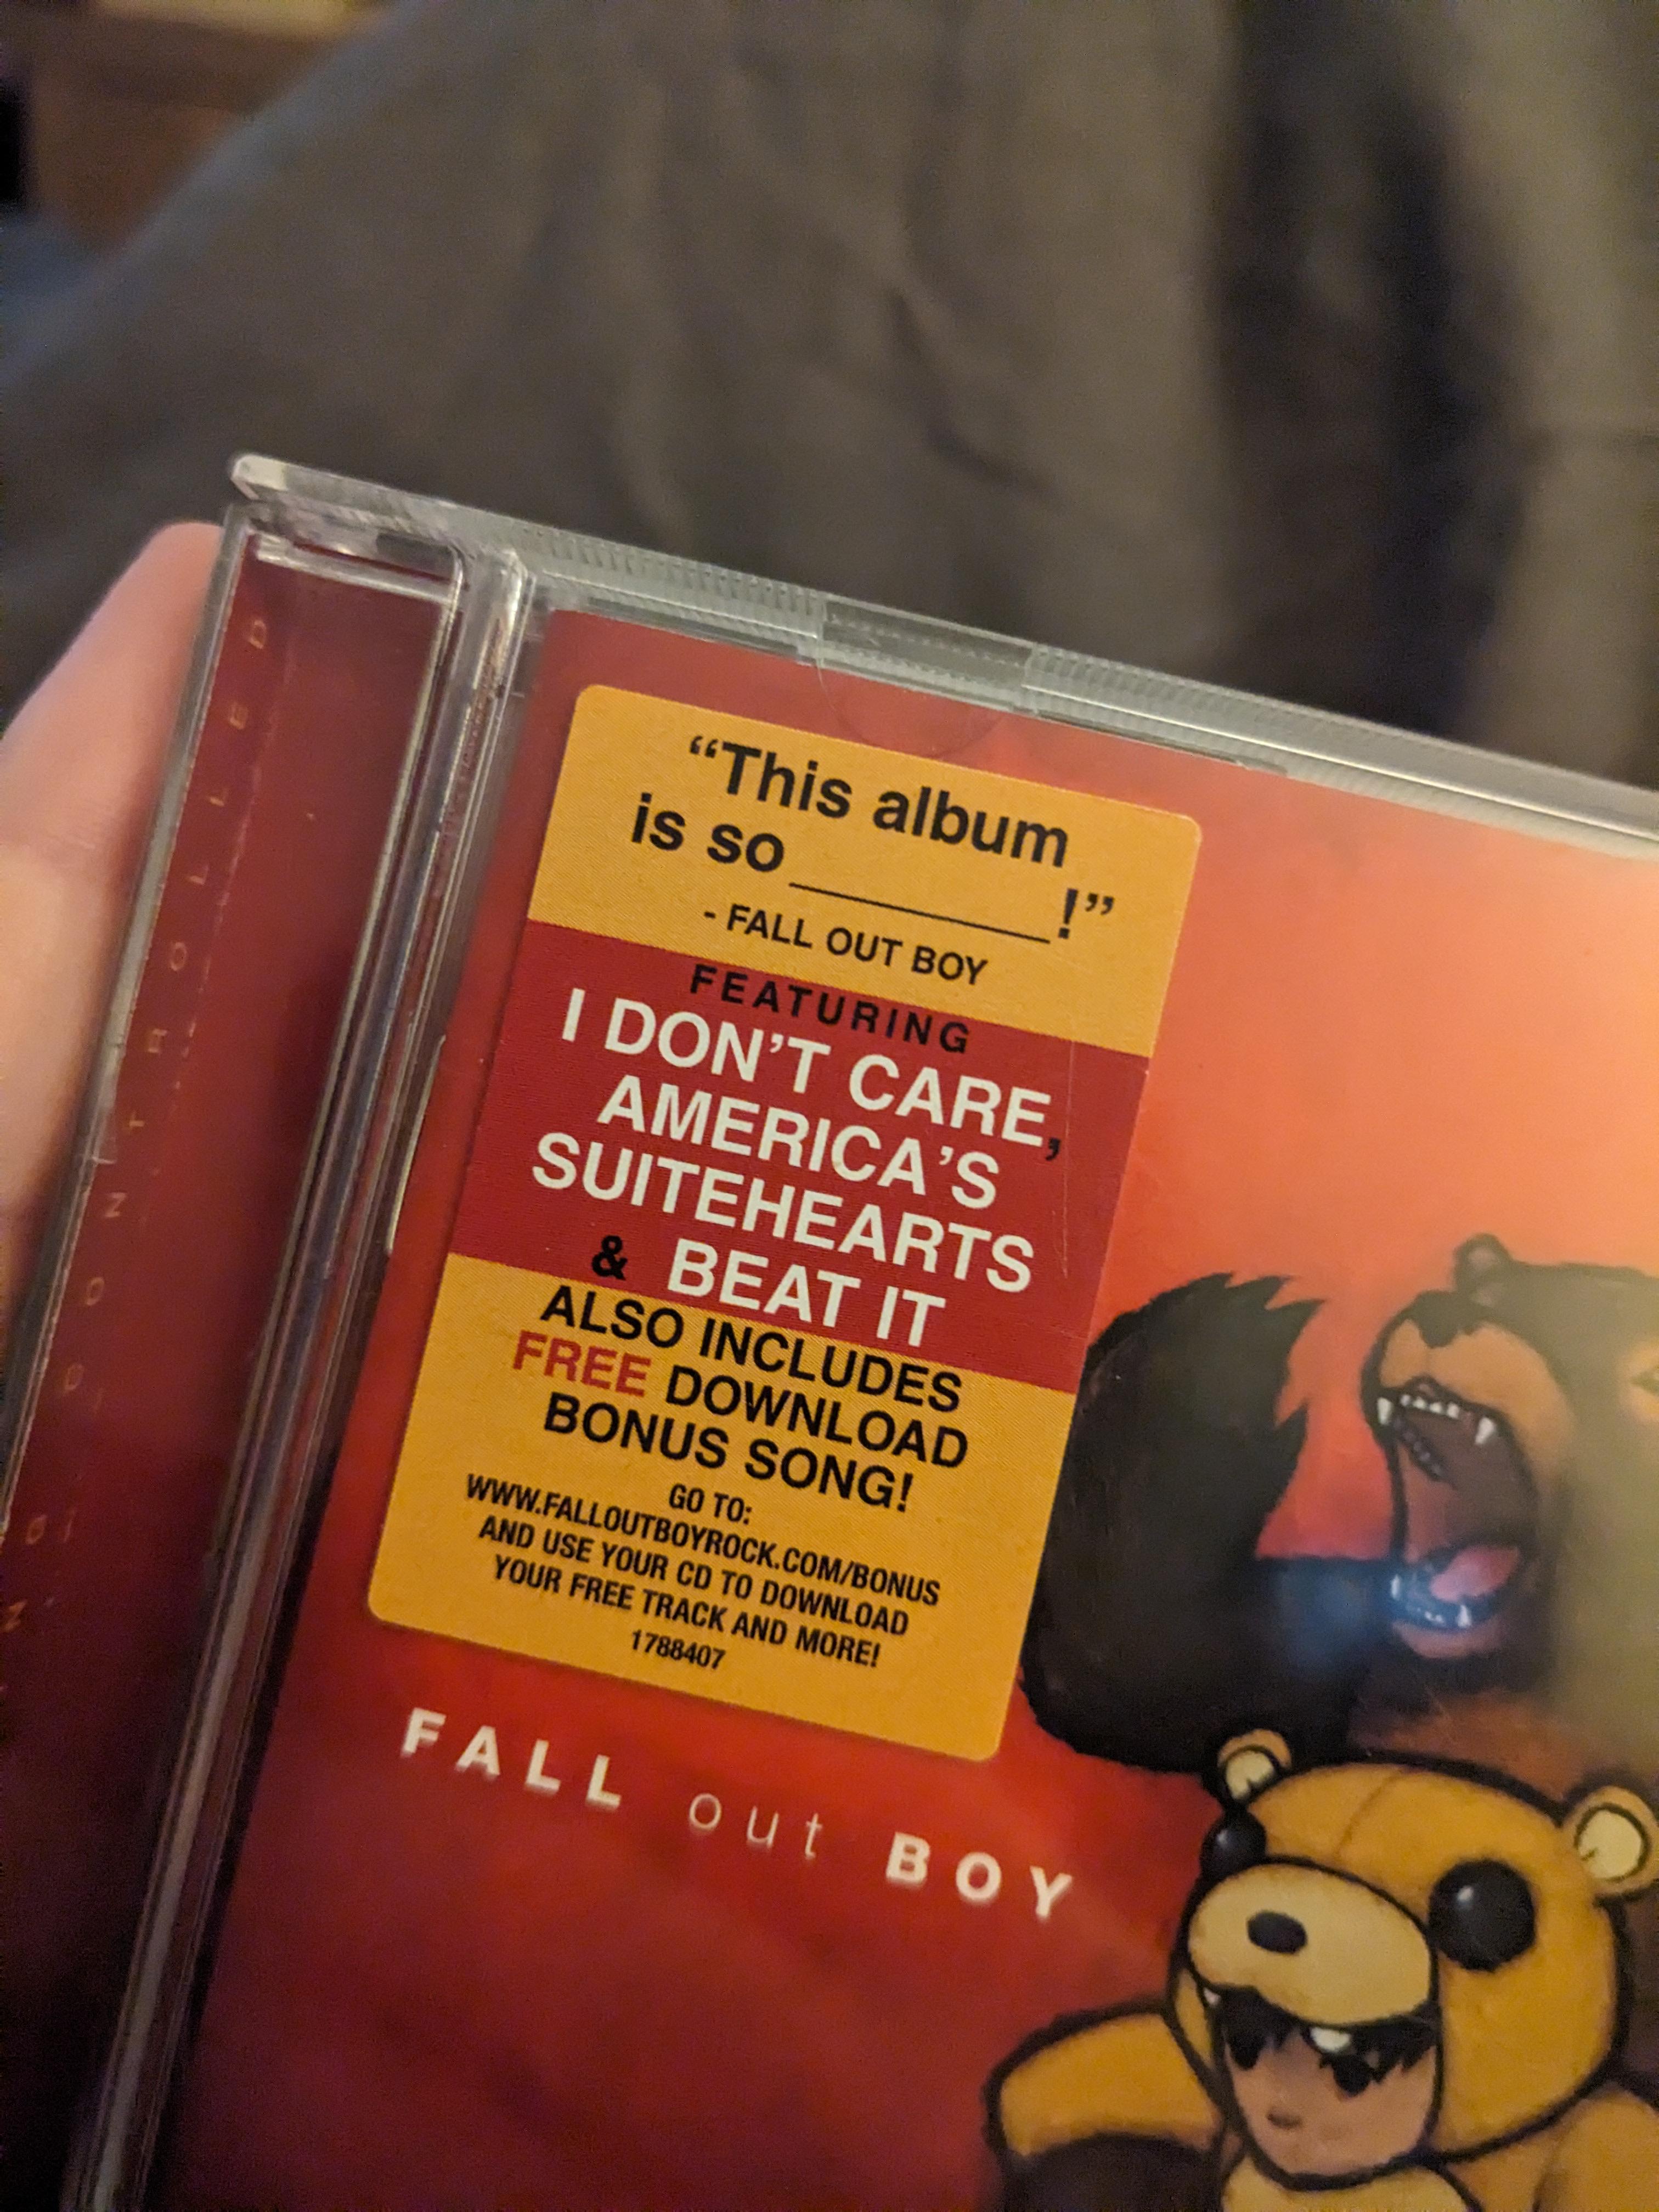 “This album
is so ________!”
- FALL OUT BOY
FEATURING
I DON’T CARE,
AMERICA’S
SUITEHEARTS
& BEAT IT
ALSO INCLUDES
FREE DOWNLOAD
BONUS SONG!
GO TO:
WWW.FALLOUTBOYROCK.COM/BONUS
AND USE YOUR CD TO DOWNLOAD
YOUR FREE TRACK AND MORE!
1788407
FALL out BOY